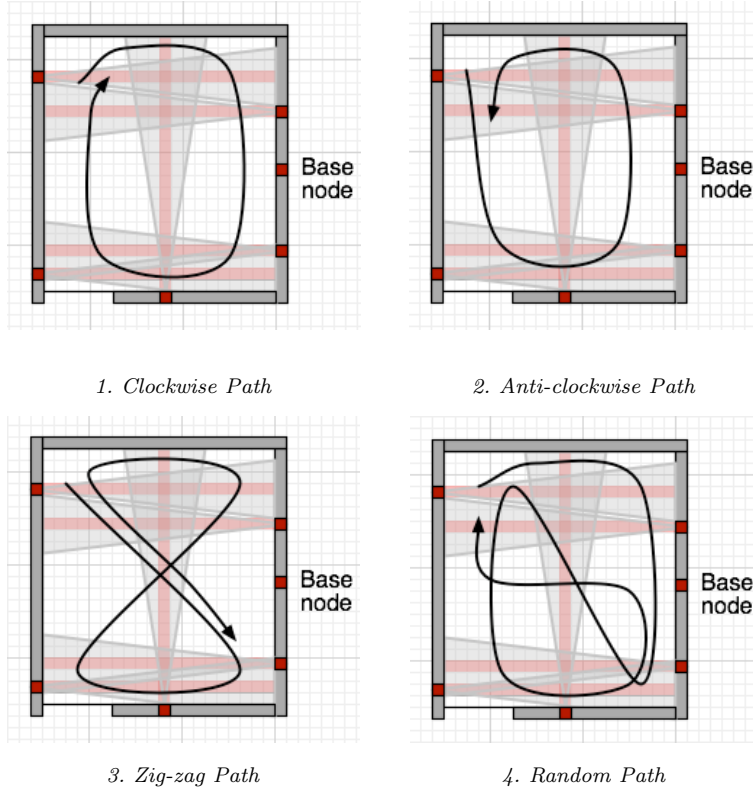 Base
node
Base
node
1. Clockwise Path
2. Anti-clockwise Path
Base
node
Base
node
3. Zig-zag Path
4. Random Path